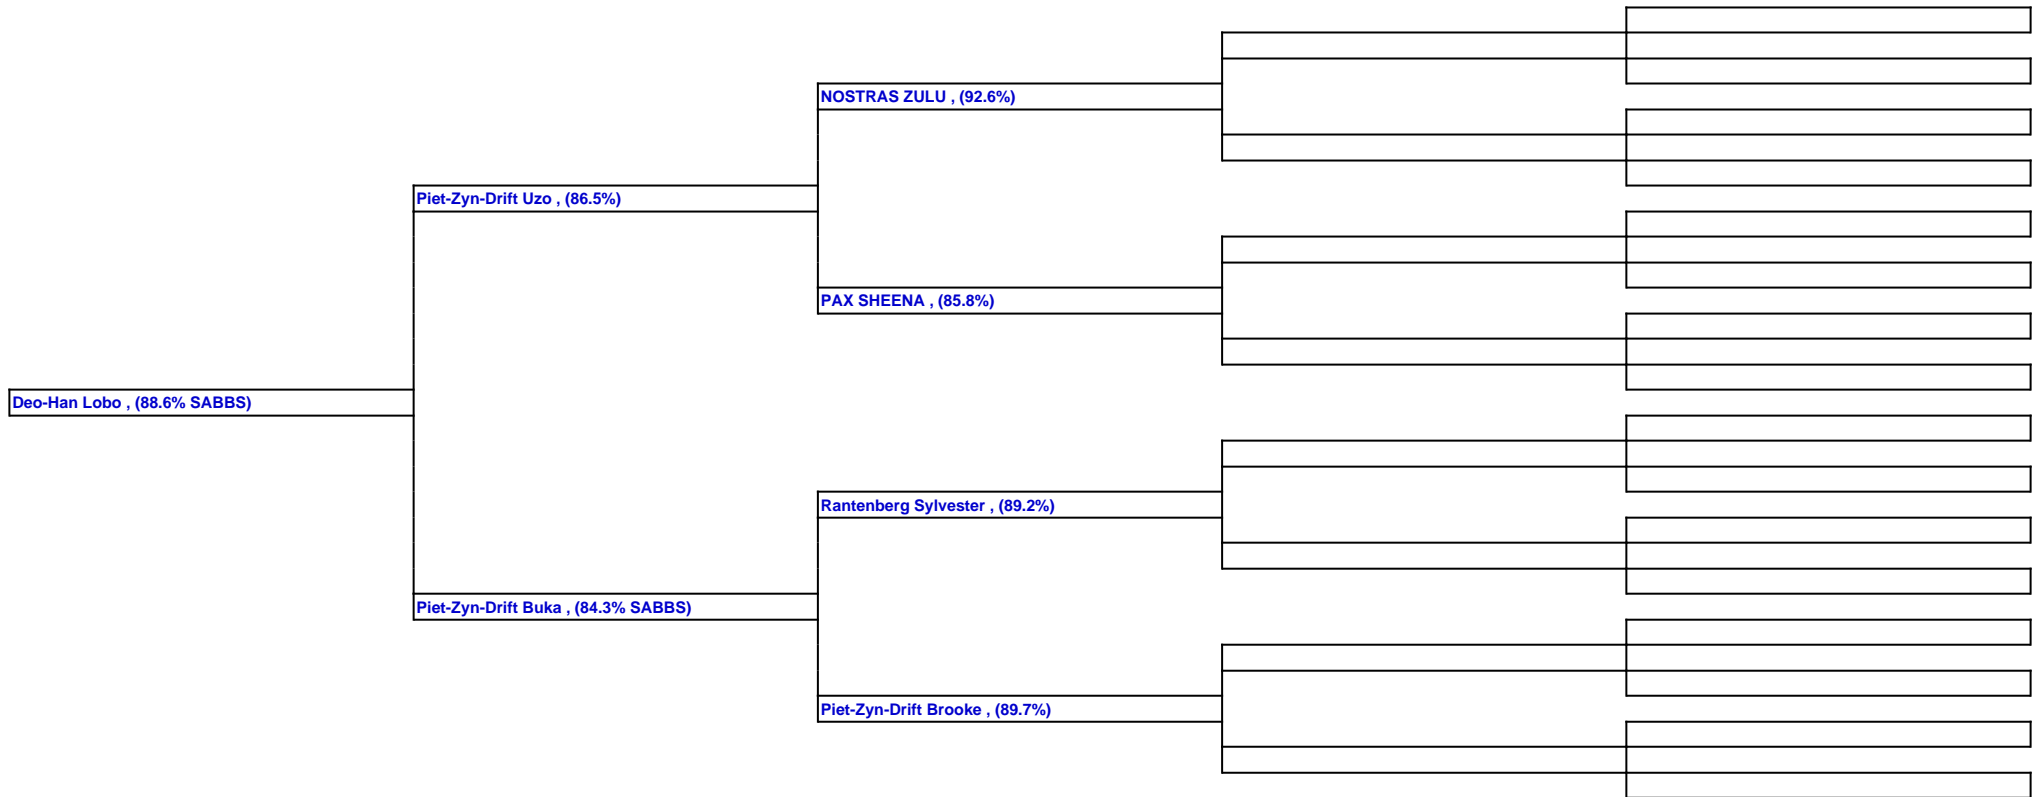 NOSTRAS ZULU , (92.6%)
Piet-Zyn-Drift Uzo , (86.5%)
PAX SHEENA , (85.8%)
Deo-Han Lobo , (88.6% SABBS)
Rantenberg Sylvester , (89.2%)
Piet-Zyn-Drift Buka , (84.3% SABBS)
Piet-Zyn-Drift Brooke , (89.7%)